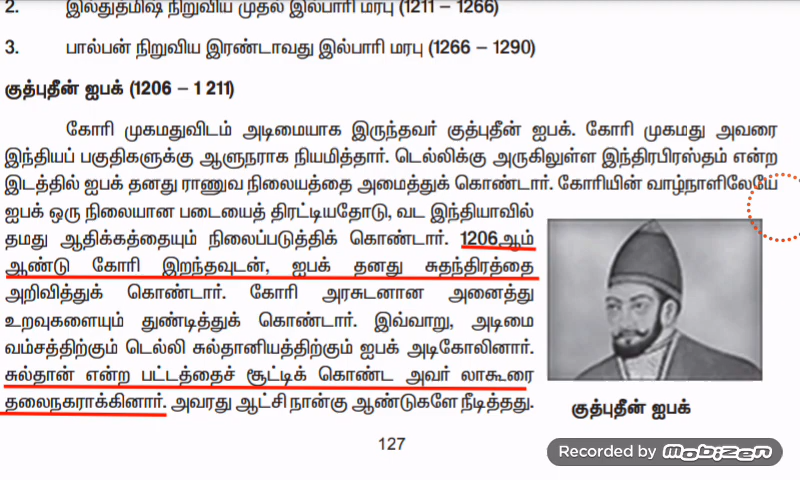 2. இல்துத்மிஷ் நிறுவிய முதல் இல்பாரி மரபு (1211 – 1266)
3. பால்பன் நிறுவிய இரண்டாவது இல்பாரி மரபு (1266 – 1290)
குத்புதீன் ஐபக் (1206 – 1211)
கோரி முகமதுவிடம் அடிமையாக இருந்தவர் குத்புதீன் ஐபக். கோரி முகமது அவரை
இந்தியப் பகுதிகளுக்கு ஆளுநராக நியமித்தார். டெல்லிக்கு அருகிலுள்ள இந்திரபிரஸ்தம் என்ற
இடத்தில் ஐபக் தனது ராணுவ நிலையத்தை அமைத்துக் கொண்டார். கோரியின் வாழ்நாளிலேயே
ஐபக் ஒரு நிலையான படையைத் திரட்டியதோடு, வட இந்தியாவில்
தமது ஆதிக்கத்தையும் நிலைப்படுத்திக் கொண்டார். 1206ஆம்
ஆண்டு கோரி இறந்தவுடன், ஐபக் தனது சுதந்திரத்தை
அறிவித்துக் கொண்டார். கோரி அரசுடனான அனைத்து
உறவுகளையும் துண்டித்துக் கொண்டார். இவ்வாறு, அடிமை
வம்சத்திற்கும் டெல்லி சுல்தானியத்திற்கும் ஐபக் அடிகோலினார்.
சுல்தான் என்ற பட்டத்தைச் சூட்டிக் கொண்ட அவர் லாகூரை
தலைநகராக்கினார். அவரது ஆட்சி நான்கு ஆண்டுகளே நீடித்தது.
குத்புதீன் ஐபக்
127
Recorded by Mobizen